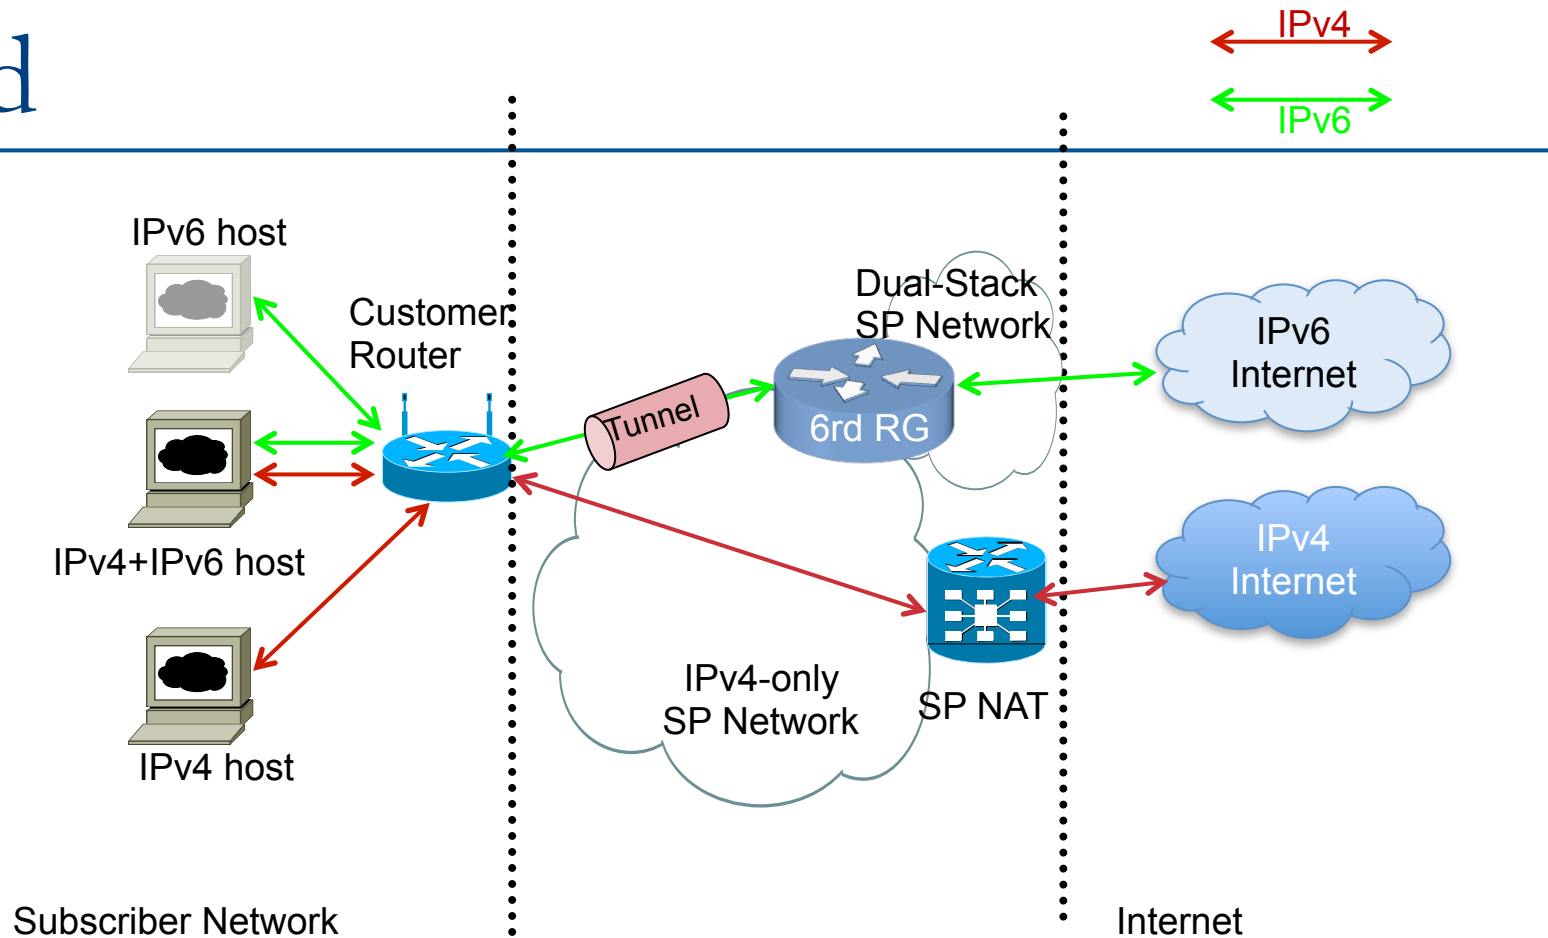 d
IPv4
IPv6
IPv6 host
Customer
Router
Dual-Stack
SP Network
IPv6
Internet
Tunnel
6rd RG
IPv4+IPv6 host
IPv4
Internet
IPv4-only
SP Network
SP NAT
IPv4 host
Subscriber Network
Internet